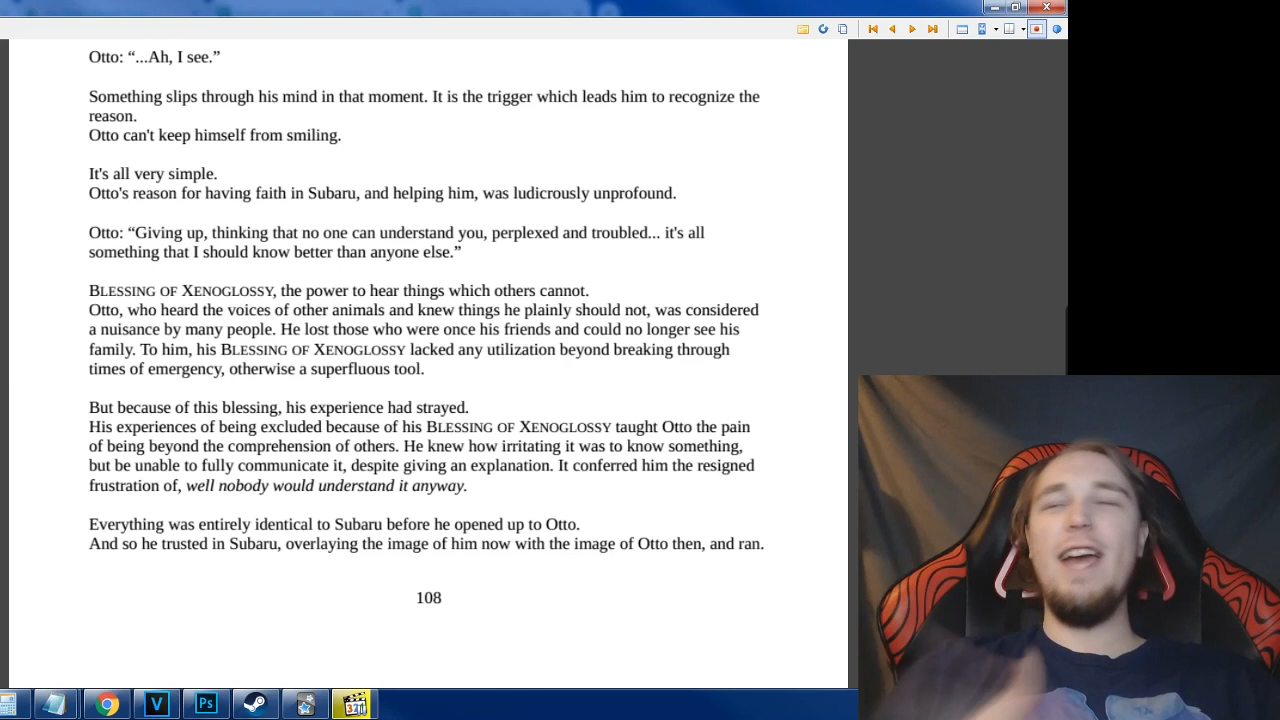 Otto: “...Ah, I see.”
Something slips through his mind in that moment. It is the trigger which leads him to recognize the
reason.
Otto can't keep himself from smiling.
It's all very simple.
Otto's reason for having faith in Subaru, and helping him, was ludicrously unprofound.
Otto: “Giving up, thinking that no one can understand you, perplexed and troubled... it's all
something that I should know better than anyone else.”
BLESSING OF XENOGLOSSY, the power to hear things which others cannot.
Otto, who heard the voices of other animals and knew things he plainly should not, was considered
a nuisance by many people. He lost those who were once his friends and could no longer see his
family. To him, his BLESSING OF XENOGLOSSY lacked any utilization beyond breaking through
times of emergency, otherwise a superfluous tool.
But because of this blessing, his experience had strayed.
His experiences of being excluded because of his BLESSING OF XENOGLOSSY taught Otto the pain
of being beyond the comprehension of others. He knew how irritating it was to know something,
but be unable to fully communicate it, despite giving an explanation. It conferred him the resigned
frustration of, well nobody would understand it anyway.
Everything was entirely identical to Subaru before he opened up to Otto.
And so he trusted in Subaru, overlaying the image of him now with the image of Otto then, and ran.
108
V
Ps
321